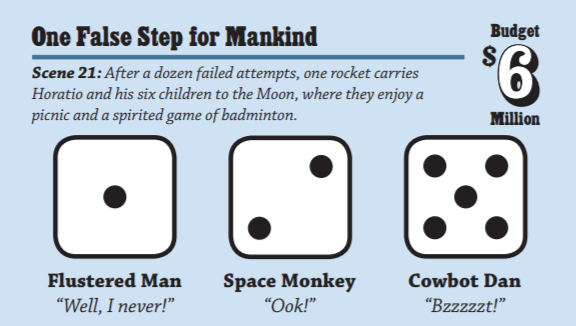 One False Step for Mankind
Budget
$6
Million
Scene 21: After a dozen failed attempts, one rocket carries
Horatio and his six children to the Moon, where they enjoy a
picnic and a spirited game of badminton.
Flustered Man
"Well, I never!"
Space Monkey
"Ook!"
Cowbot Dan
"Bzzzzzt!"